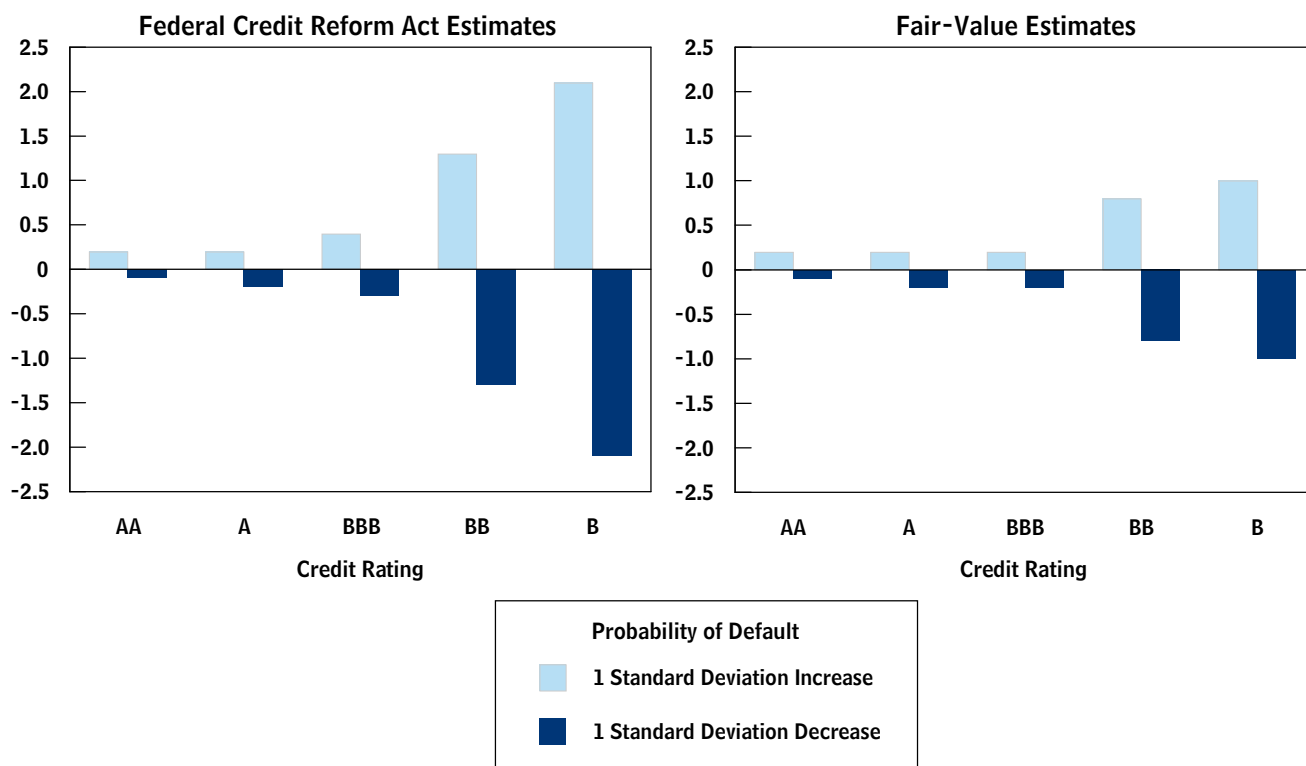 Federal Credit Reform Act Estimates
2.5
2.0
1.5
1.0
0.5
0
-0.5
-1.0
-1.5
-2.0
-2.5
AA A BBB BB B
Credit Rating
Fair-Value Estimates
2.5
2.0
1.5
1.0
0.5
0
-0.5
-1.0
-1.5
-2.0
-2.5
AA A BBB BB B
Credit Rating
Probability of Default
1 Standard Deviation Increase
1 Standard Deviation Decrease